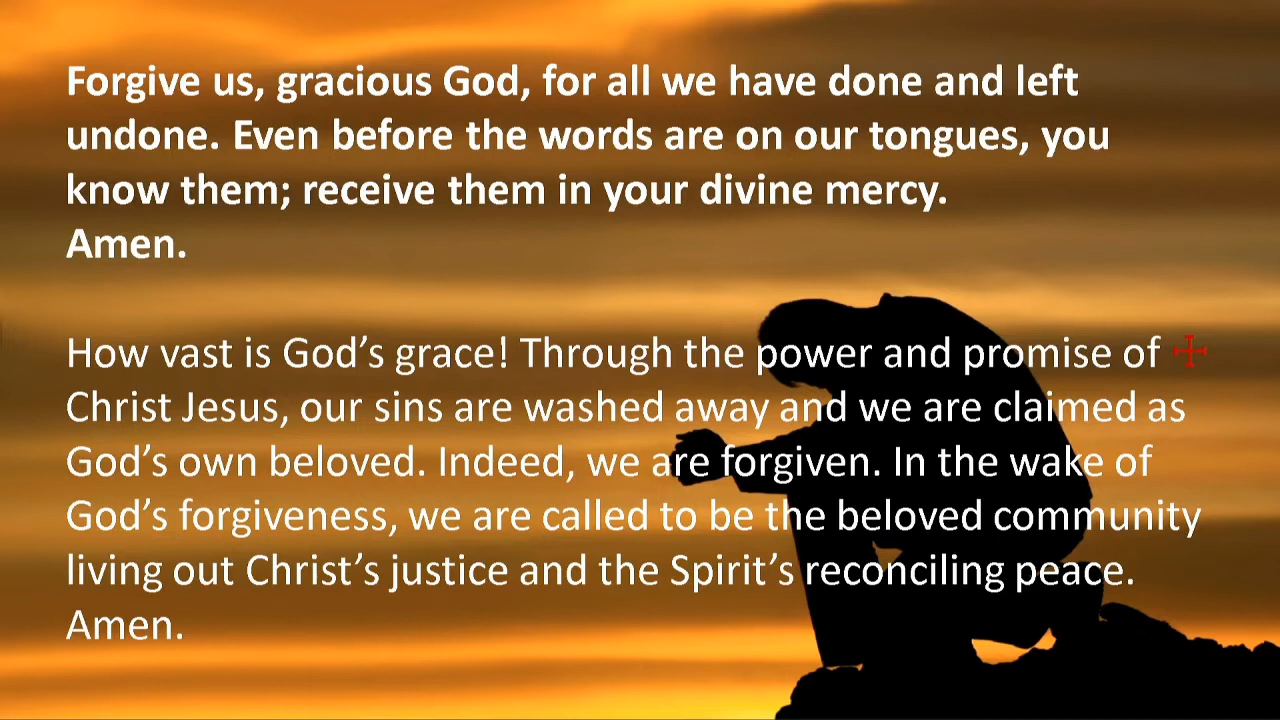 Forgive us, gracious God, for all we have done and left
undone. Even before the words are on our tongues, you
know them; receive them in your divine mercy.
Amen.
How vast is God’s grace! Through the power and promise of ☩
Christ Jesus, our sins are washed away and we are claimed as
God’s own beloved. Indeed, we are forgiven. In the wake of
God’s forgiveness, we are called to be the beloved community
living out Christ’s justice and the Spirit’s reconciling peace.
Amen.